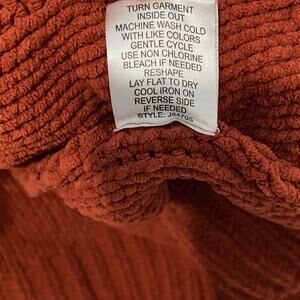 TURN GARMENT
INSIDE OUT
MACHINE WASH COLD
WITH LIKE COLORS
GENTLE CYCLE
USE NON CHLORINE
BLEACH IF NEEDED
RESHAPE
LAY FLAT TO DRY
COOL IRON ON
REVERSE SIDE
IF NEEDED
STYLE: